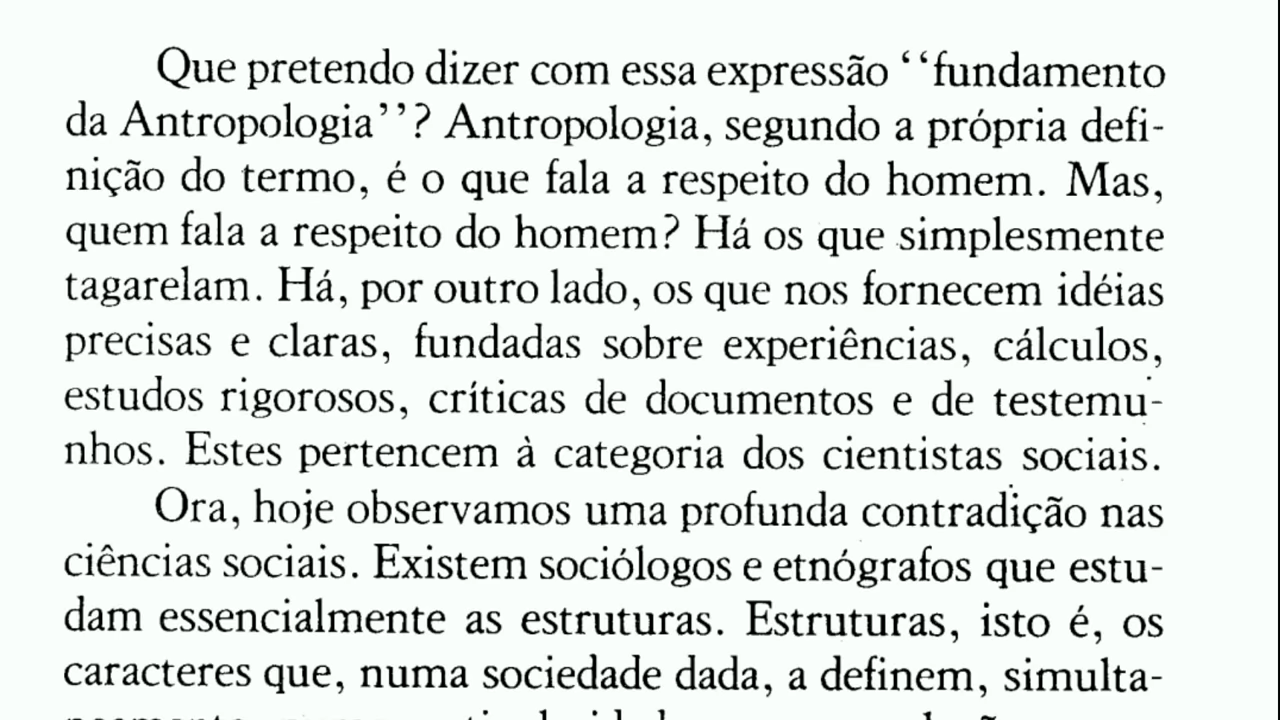 Que pretendo dizer com essa expressão ‘‘fundamento
da Antropologia’’? Antropologia, segundo a própria defi-
nição do termo, é o que fala a respeito do homem. Mas,
quem fala a respeito do homem? Há os que simplesmente
tagarelam. Há, por outro lado, os que nos fornecem idéias
precisas e claras, fundadas sobre experiências, cálculos,
estudos rigorosos, críticas de documentos e de testemu-
nhos. Estes pertencem à categoria dos cientistas sociais.
Ora, hoje observamos uma profunda contradição nas
ciências sociais. Existem sociólogos e etnógrafos que estu-
dam essencialmente as estruturas. Estruturas, isto é, os
caracteres que, numa sociedade dada, a definem, simulta-